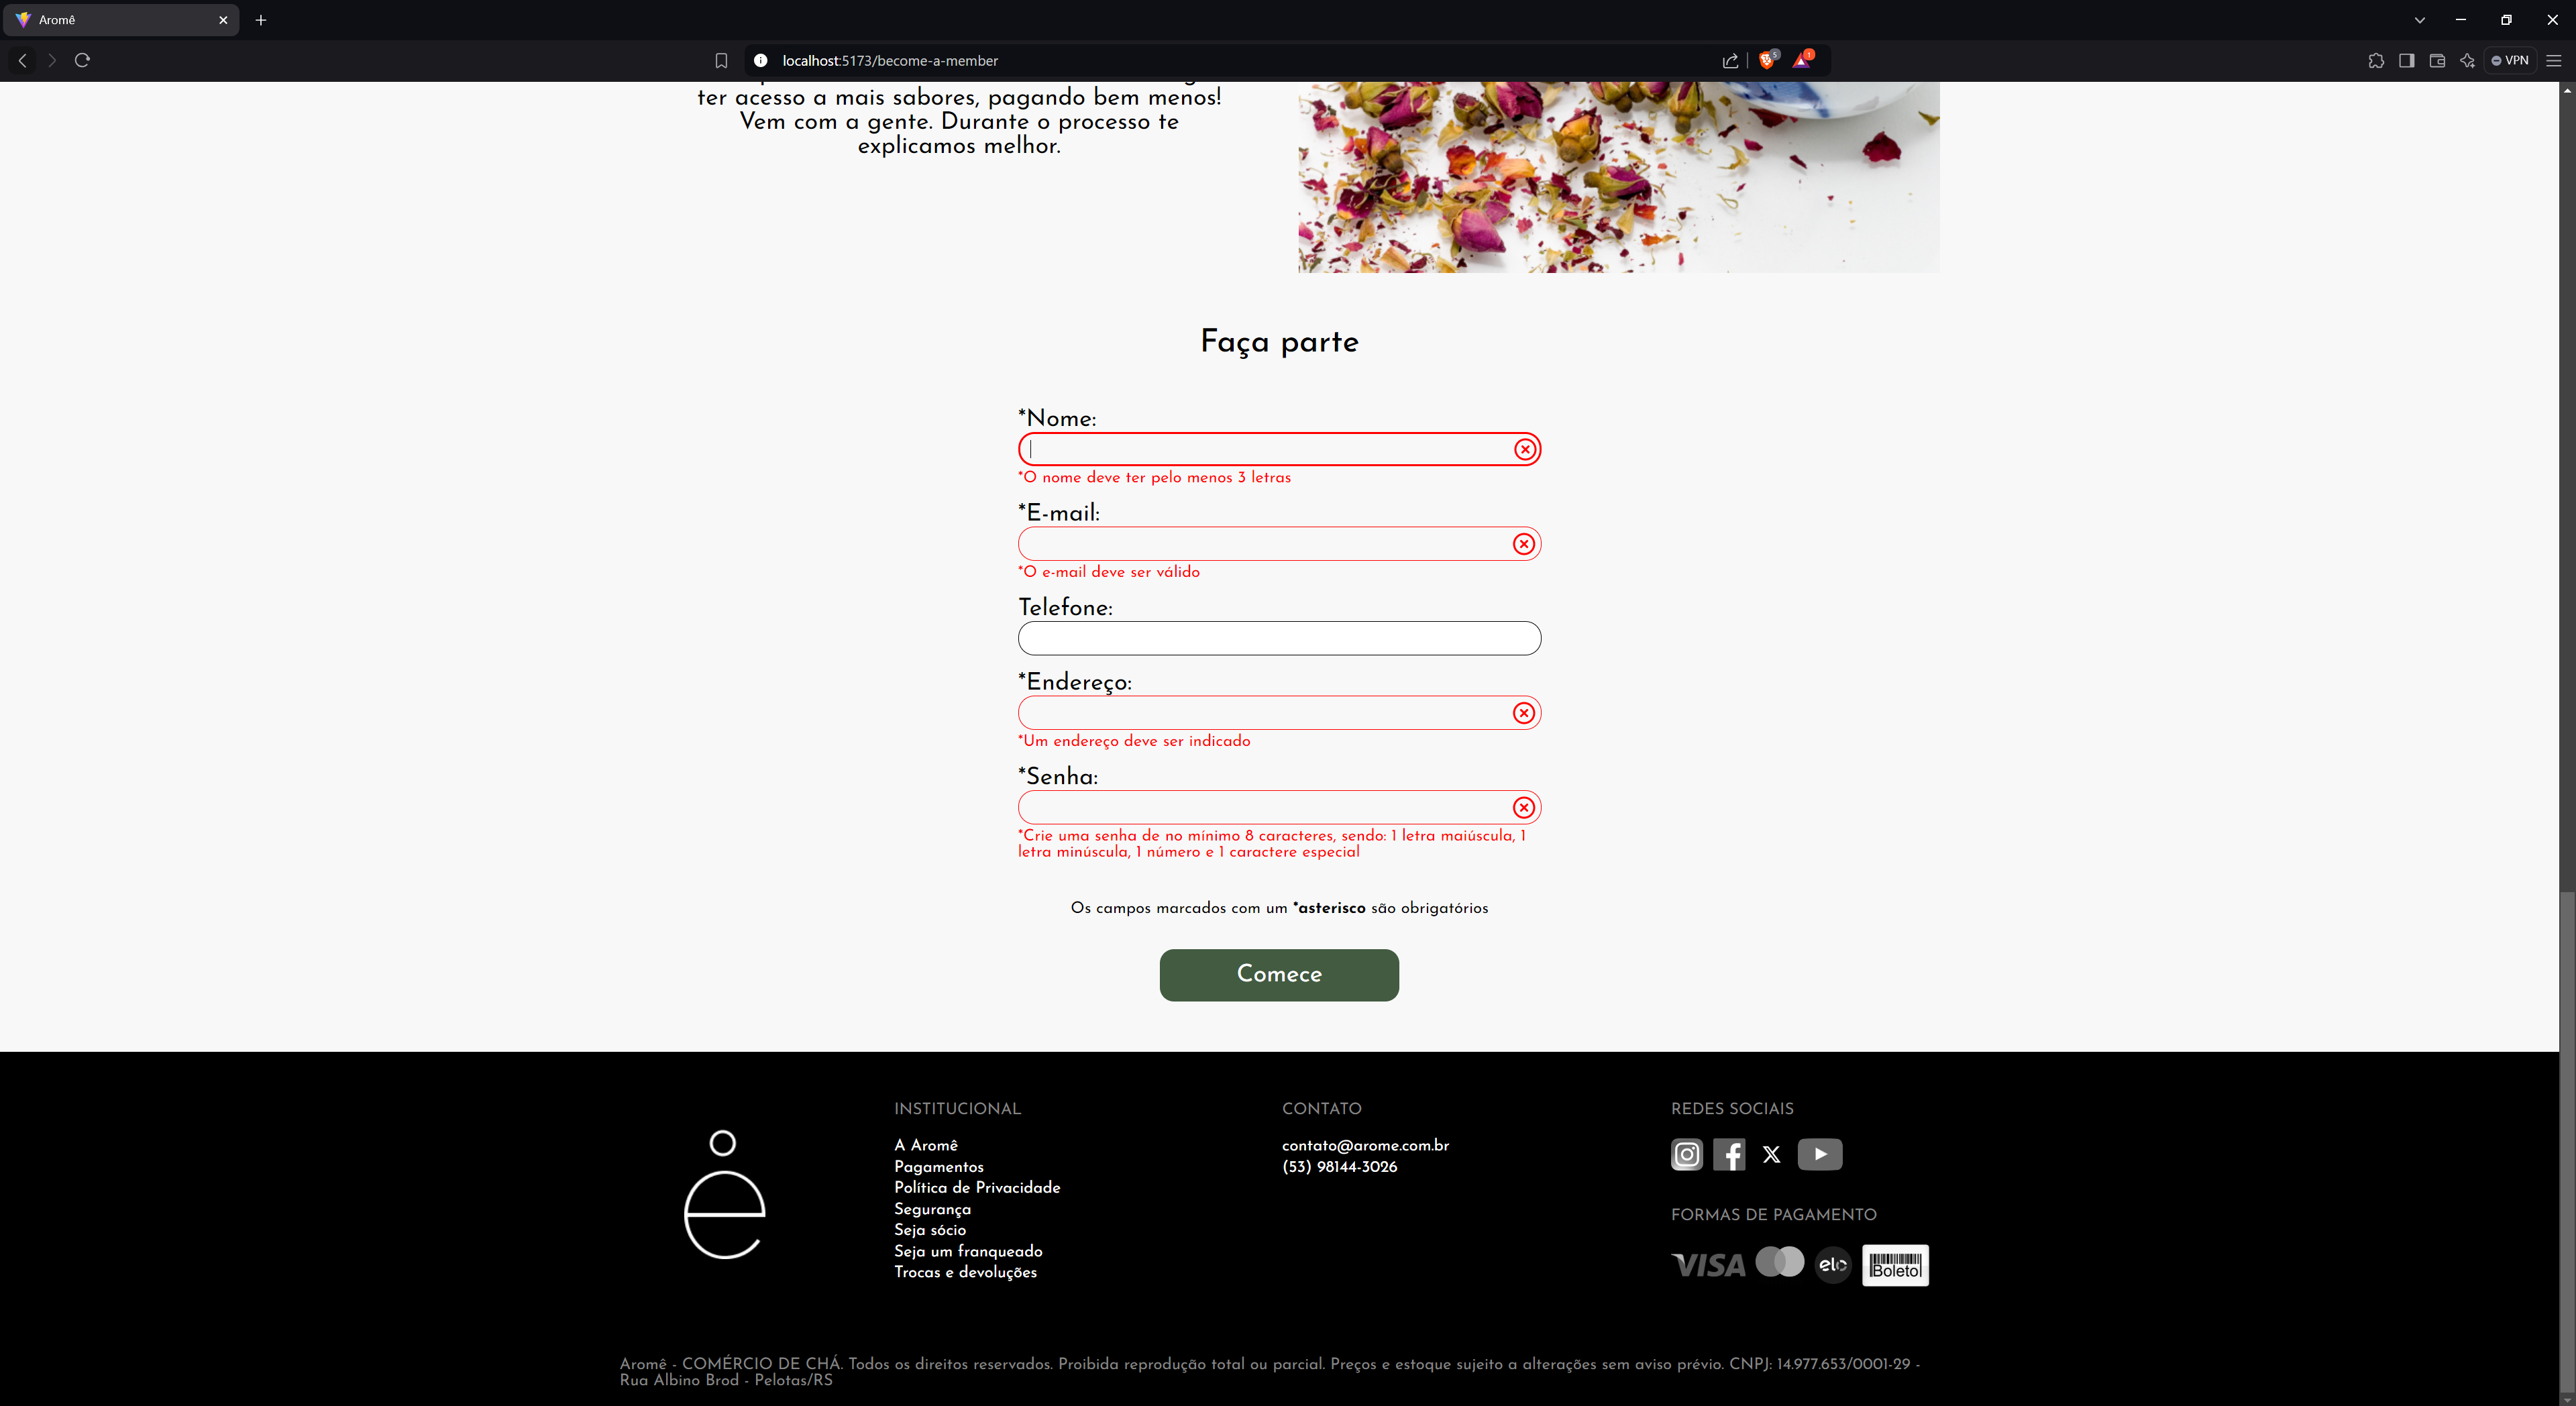 Aromê
localhost:5173/become-a-member
5
1
VPN
ter acesso a mais sabores, pagando bem menos!
Vem com a gente. Durante o processo te
explicamos melhor.
Faça parte
*Nome:
*O nome deve ter pelo menos 3 letras
*E-mail:
*O e-mail deve ser válido
Telefone:
*Endereço:
*Um endereço deve ser indicado
*Senha:
*Crie uma senha de no mínimo 8 caracteres, sendo: 1 letra maiúscula, 1
letra minúscula, 1 número e 1 caractere especial
Os campos marcados com um *asterisco são obrigatórios
Comece
INSTITUCIONAL
A Aromê
Pagamentos
Política de Privacidade
Segurança
Seja sócio
Seja um franqueado
Trocas e devoluções
CONTATO
contato@arome.com.br
(53) 98144-3026
REDES SOCIAIS
FORMAS DE PAGAMENTO
VISA
elo
Boleto
Aromê - COMÉRCIO DE CHÁ. Todos os direitos reservados. Proibida reprodução total ou parcial. Preços e estoque sujeito a alterações sem aviso prévio. CNPJ: 14.977.653/0001-29 -
Rua Albino Brod - Pelotas/RS